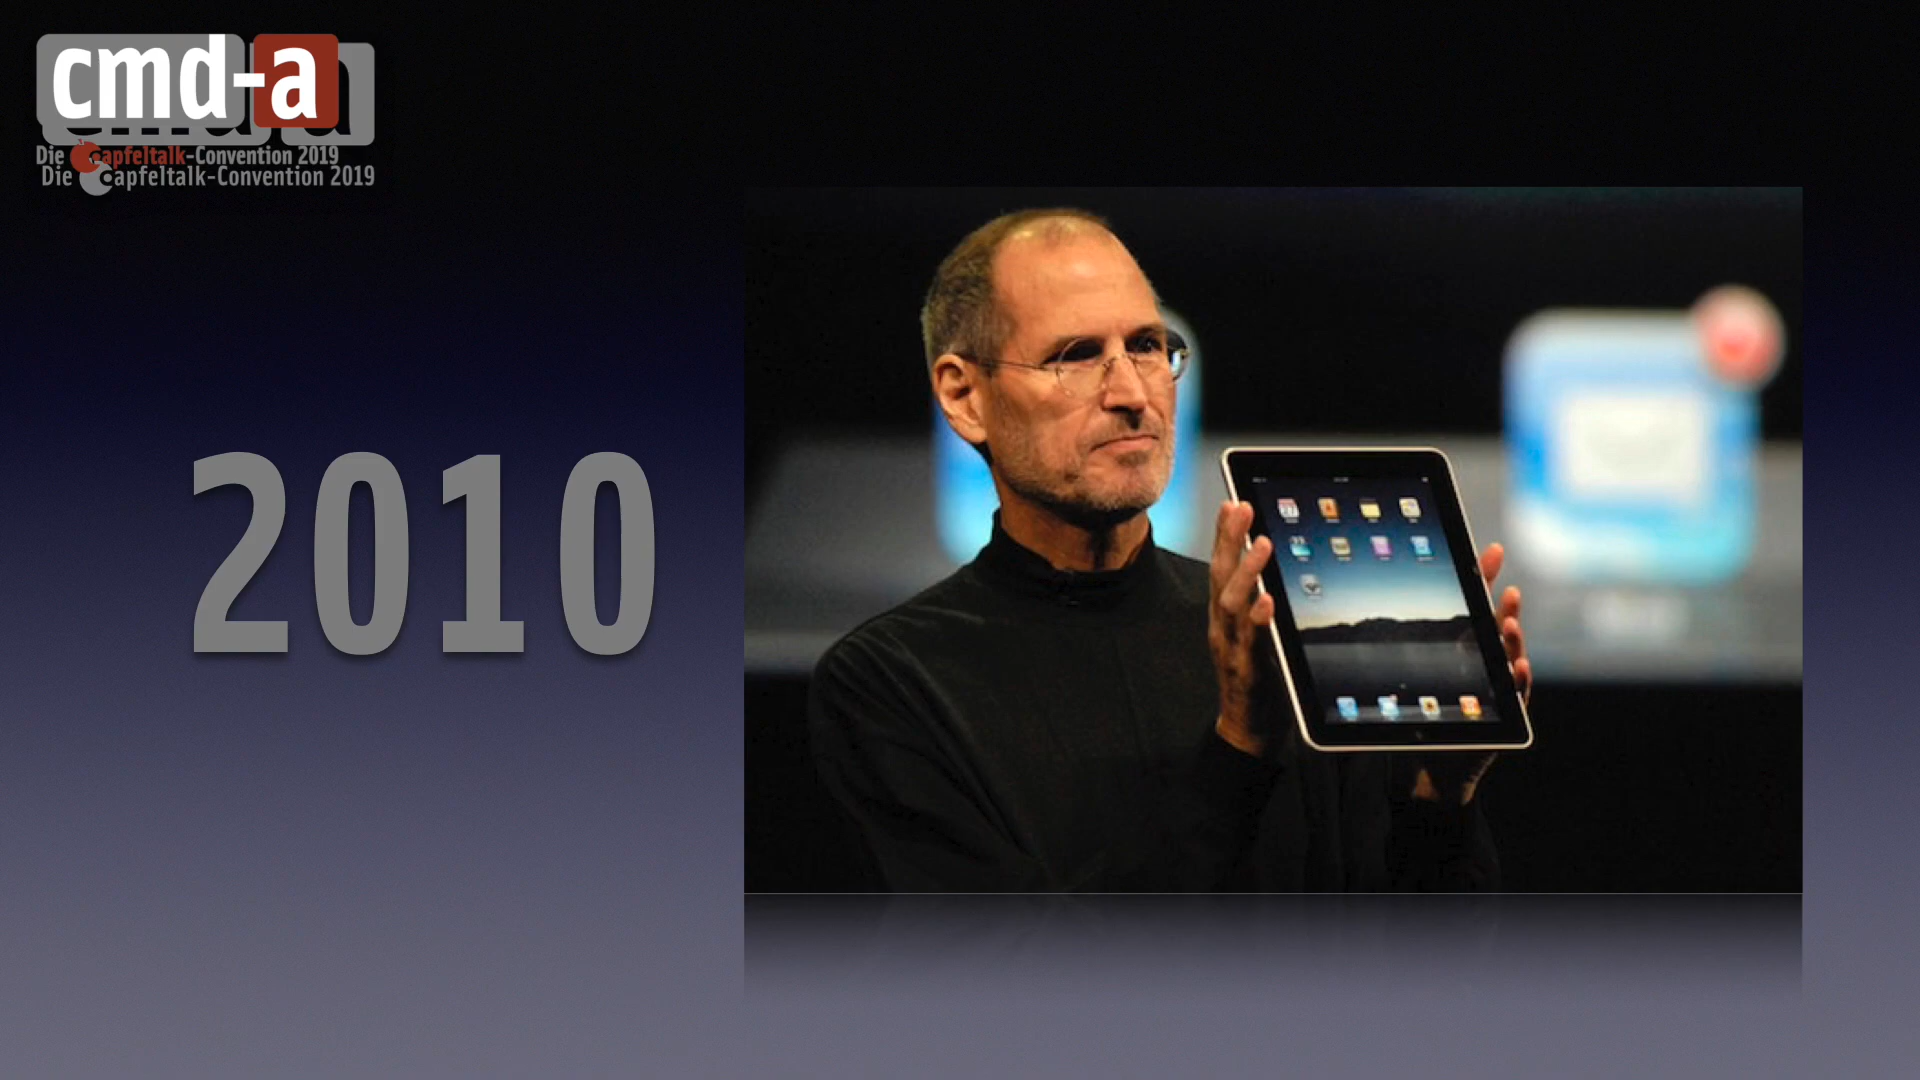 cmd-a
Die apfeltalk-Convention 2019
Die apfeltalk-Convention 2019
2010